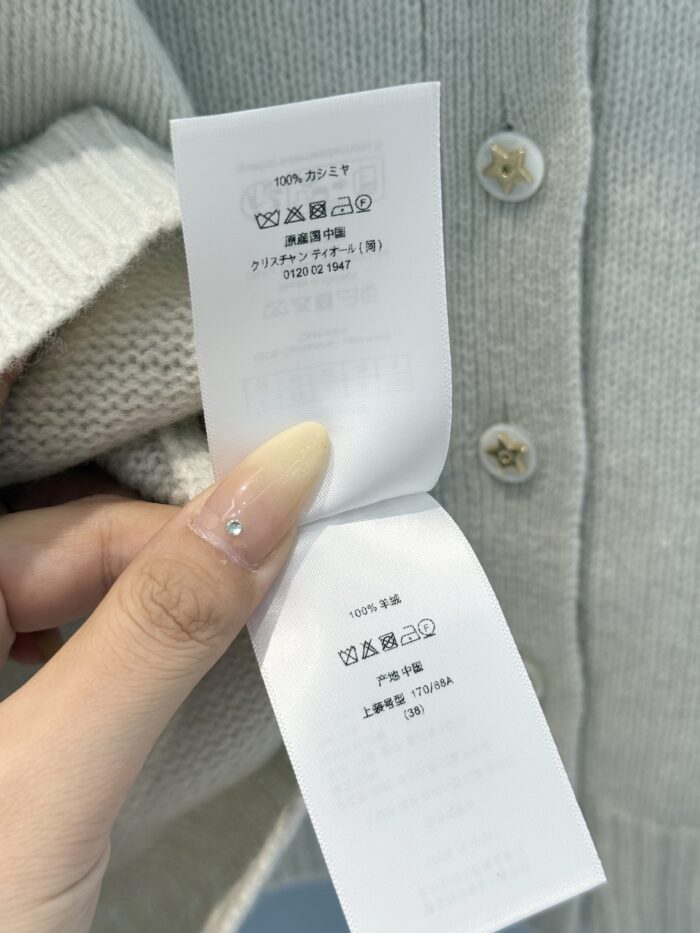 100% カシミヤ
原産国 中国
クリスチャン ディオール (同)
0120 02 1947
100% 羊绒
F
产地 中国
上装号型 170/88A
(38)